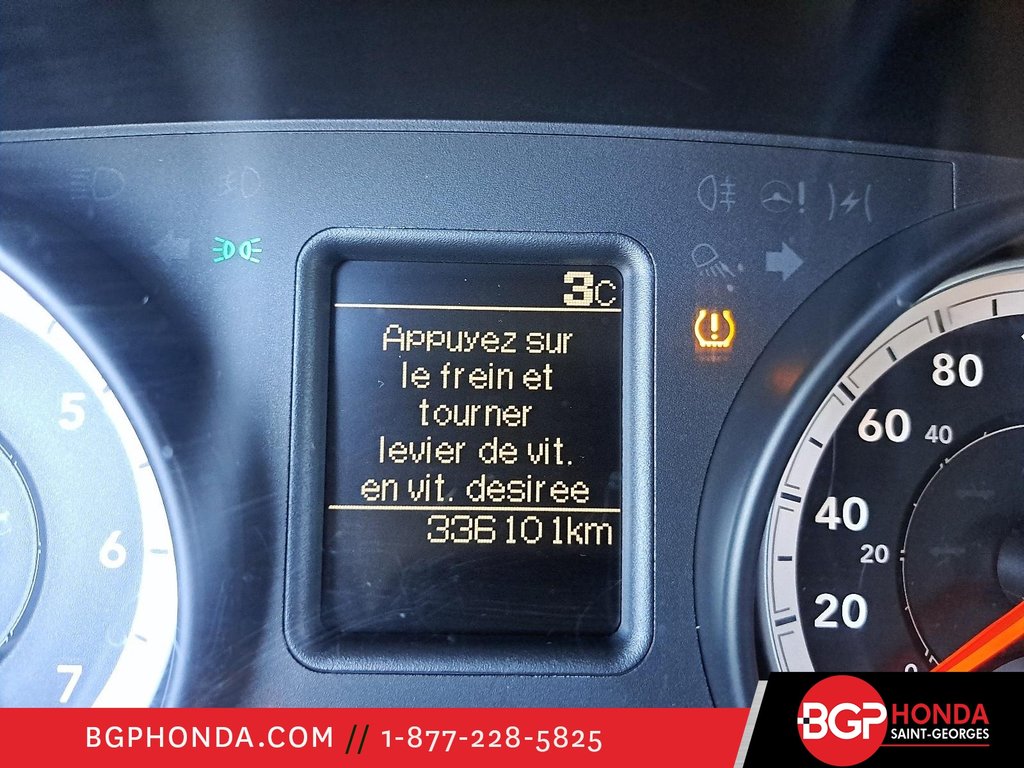 3c
Appuyez sur
le frein et
tourner
levier de vit.
en vit. desiree
336101km
5
6
7
80
60
40
40
20
20
0
BGPHONDA.COM // 1-877-228-5825
BGP HONDA
SAINT-GEORGES